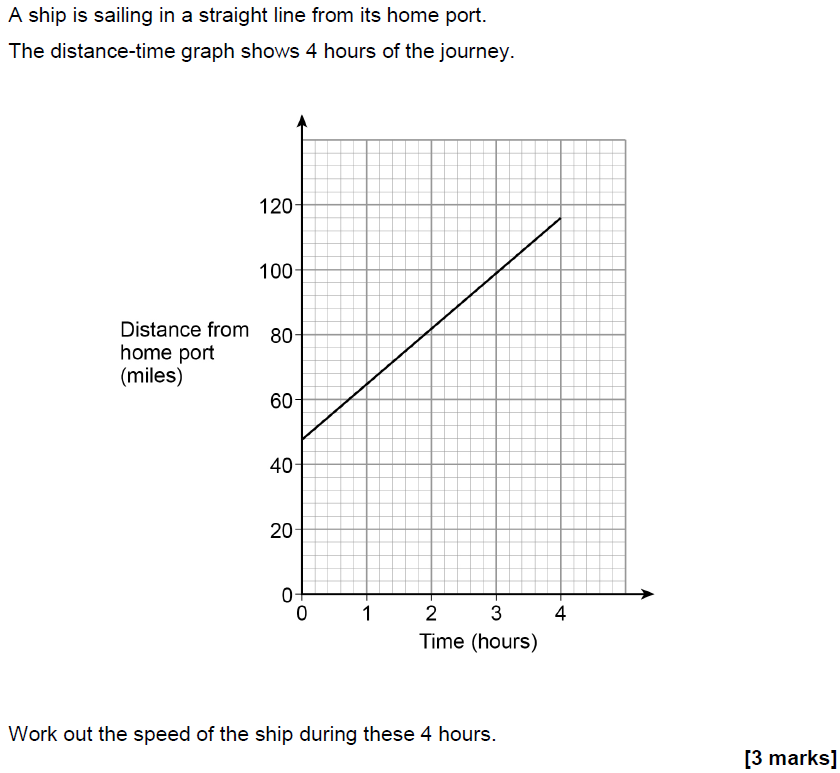 A ship is sailing in a straight line from its home port.
The distance-time graph shows 4 hours of the journey.
120
100
Distance from
home port
(miles)
80
60
40
20
0
0 1 2 3 4
Time (hours)
Work out the speed of the ship during these 4 hours.
[3 marks]